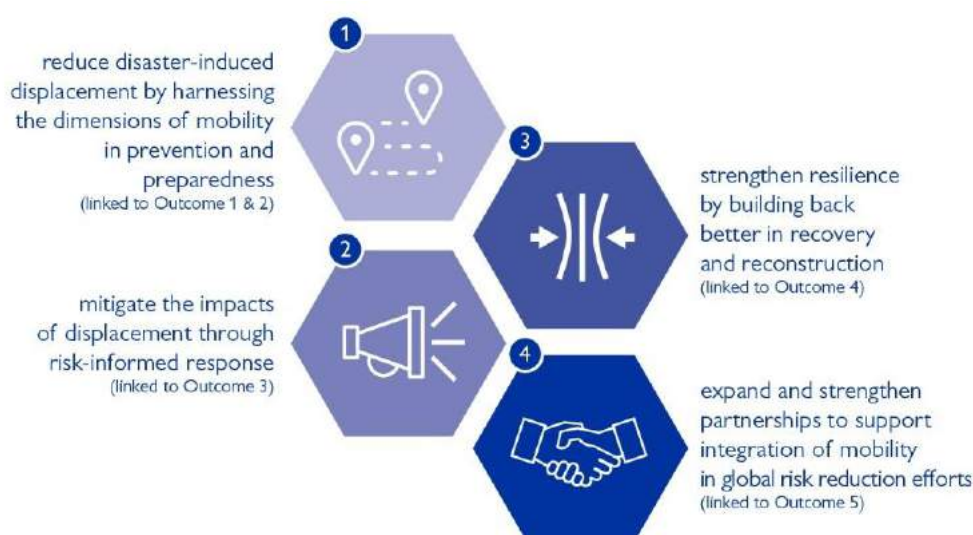 1
reduce disaster-induced
displacement by harnessing
the dimensions of mobility
in prevention and
preparedness
(linked to Outcome 1 & 2)
2
mitigate the impacts
of displacement through
risk-informed response
(linked to Outcome 3)
3
strengthen resilience
by building back
better in recovery
and reconstruction
(linked to Outcome 4)
4
expand and strengthen
partnerships to support
integration of mobility
in global risk reduction efforts
(linked to Outcome 5)